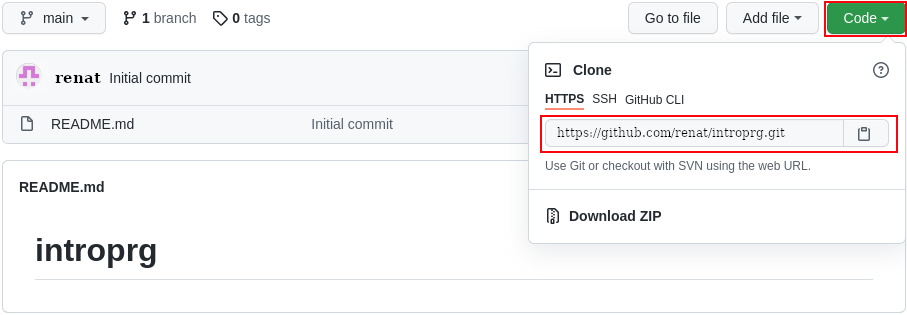 main 1 branch 0 tags Go to file Add file Code
Clone
renat Initial commit
HTTPS SSH GitHub CLI
README.md Initial commit
https://github.com/renat/introprg.git
Use Git or checkout with SVN using the web URL.
README.md
Download ZIP
introprg